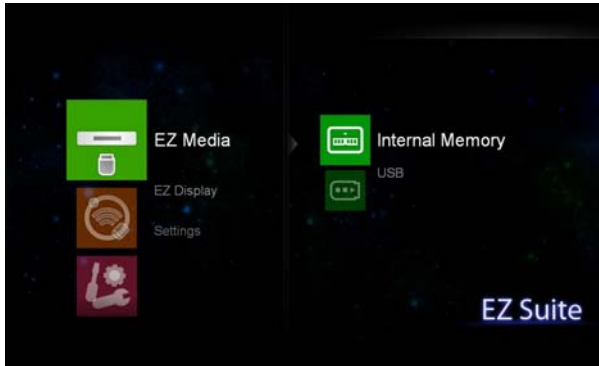 EZ Media
EZ Display
Settings
Internal Memory
USB
EZ Suite